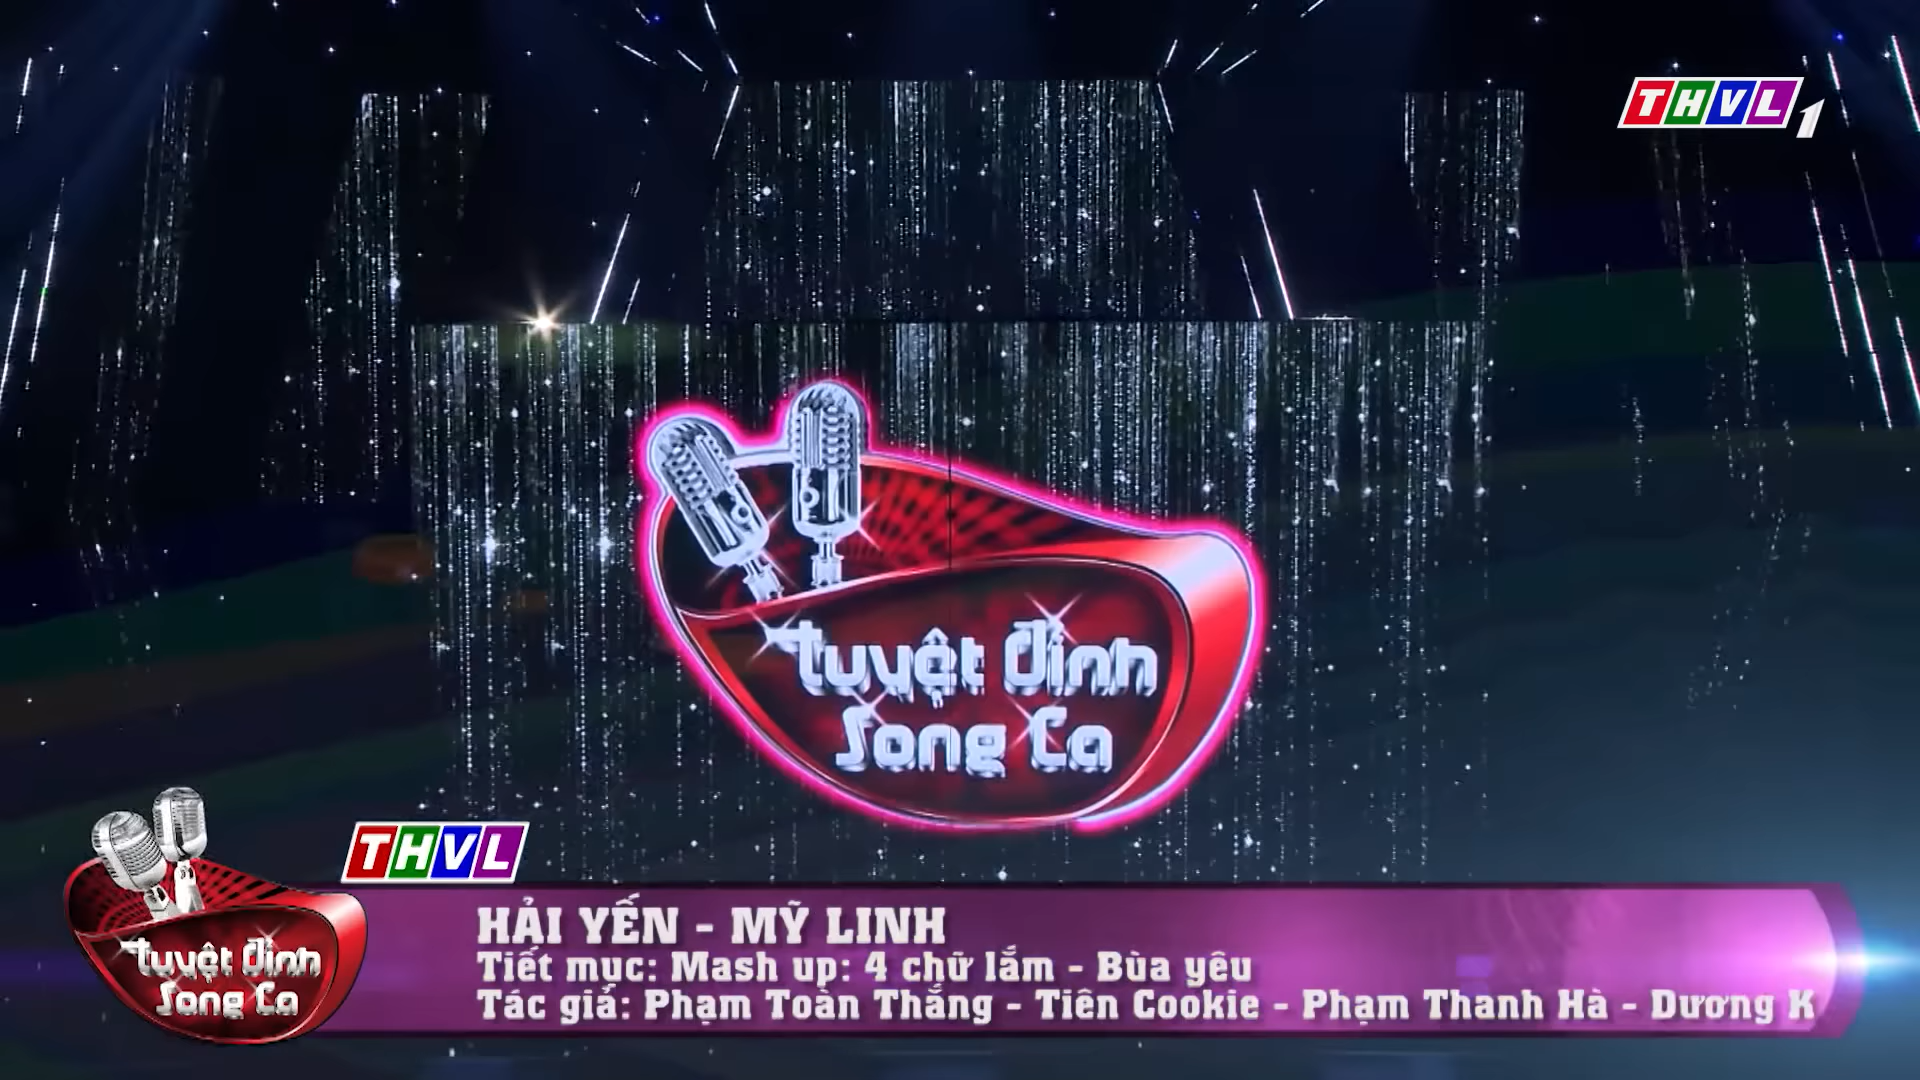 THVL1
Tuyệt Đỉnh
Song Ca
THVL
Tuyệt Đỉnh
Song Ca
HẢI YẾN - MỸ LINH
Tiết mục: Mash up: 4 chữ lắm - Bùa yêu
Tác giả: Phạm Toàn Thắng - Tiên Cookie - Phạm Thanh Hà - Dương K